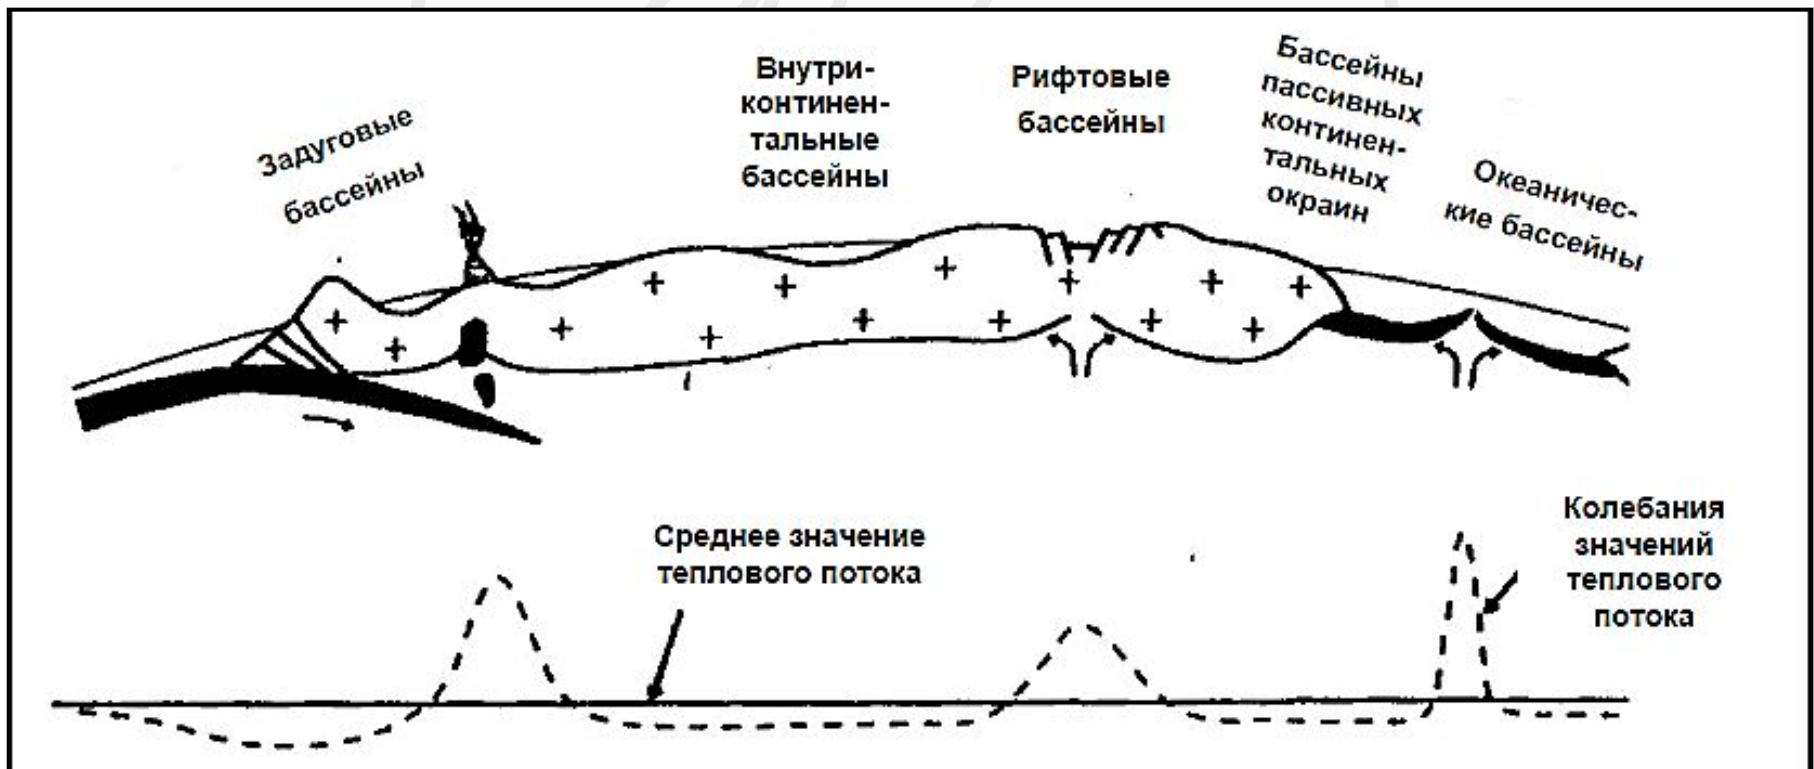 Задуговые
бассейны
Внутри-
континен-
тальные
бассейны
Рифтовые
бассейны
Бассейны
пассивных
континен-
тальных
окраин
Океаничес-
кие бассейны
Среднее значение
теплового потока
Колебания
значений
теплового
потока